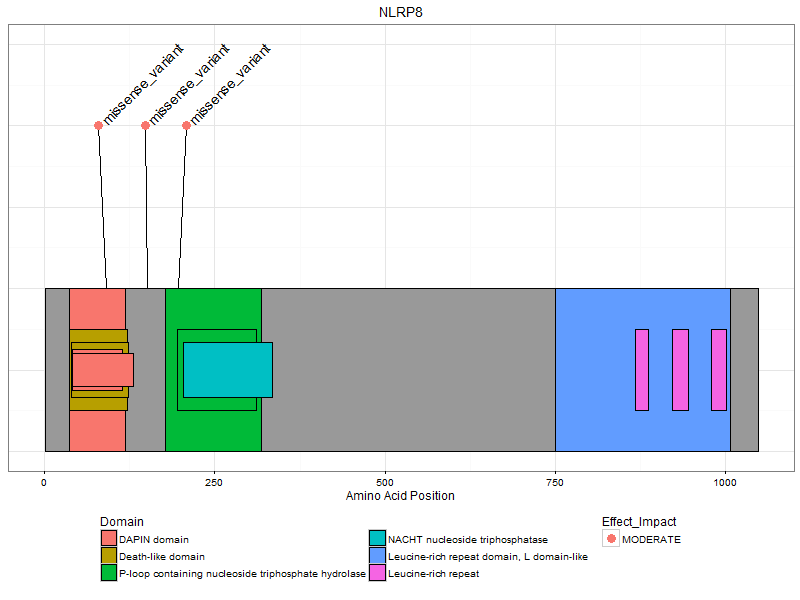 NLRP8
missense_variant
missense_variant
missense_variant
0
250
500
750
1000
Amino Acid Position
Domain
DAPIN domain
Death-like domain
P-loop containing nucleoside triphosphate hydrolase
NACHT nucleoside triphosphatase
Leucine-rich repeat domain, L domain-like
Leucine-rich repeat
Effect_Impact
MODERATE